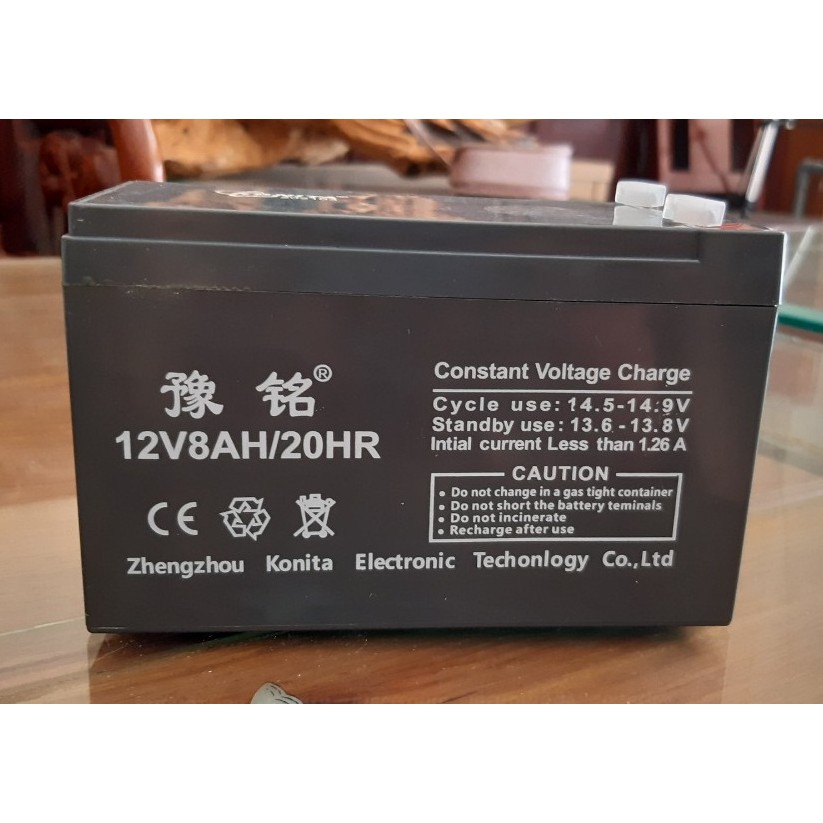 豫铭®
12V8AH/20HR
Constant Voltage Charge
Cycle use: 14.5-14.9V
Standby use: 13.6-13.8V
Intial current Less than 1.26 A
CAUTION
● Do not change in a gas tight container
● Do not short the battery teminals
● Do not incinerate
● Recharge after use
CE
Zhengzhou Konita Electronic Techonlogy Co.,Ltd